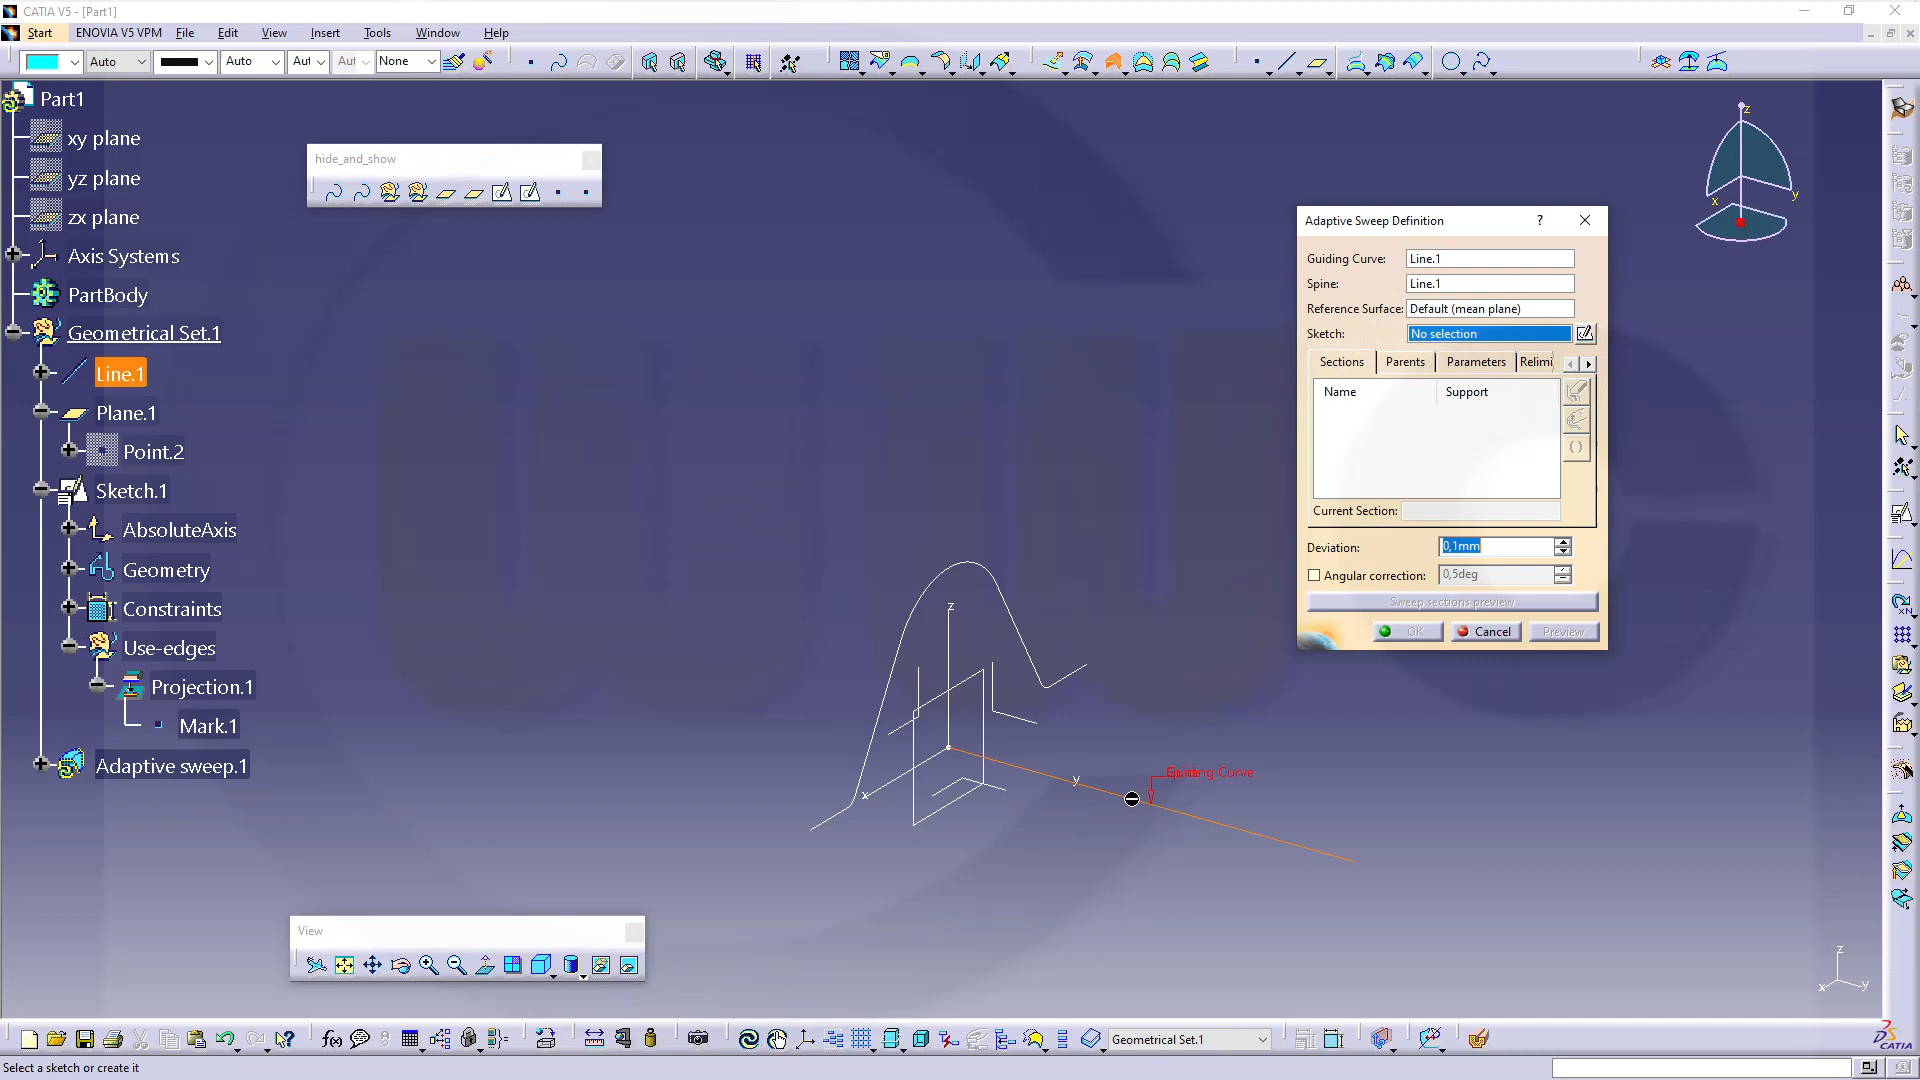 CATIA V5 - [Part1]
Start ENOVIA V5 VPM File Edit View Insert Tools Window Help
Auto Auto Aut Aut None
Part1
xy plane
yz plane
zx plane
Axis Systems
PartBody
Geometrical Set.1
Line.1
Plane.1
Point.2
Sketch.1
AbsoluteAxis
Geometry
Constraints
Use-edges
Projection.1
Mark.1
Adaptive sweep.1
hide_and_show
z
x
y
Adaptive Sweep Definition ?
Guiding Curve: Line.1
Spine: Line.1
Reference Surface: Default (mean plane)
Sketch: No selection
Sections Parents Parameters Relimi
Name Support
( )
Current Section:
Deviation: 0,1mm
Angular correction: 0,5deg
Sweep sections preview
OK Cancel Preview
z
x
y
Guiding Curve
View
z
x
y
f(x)
Geometrical Set.1
DS CATIA
Select a sketch or create it